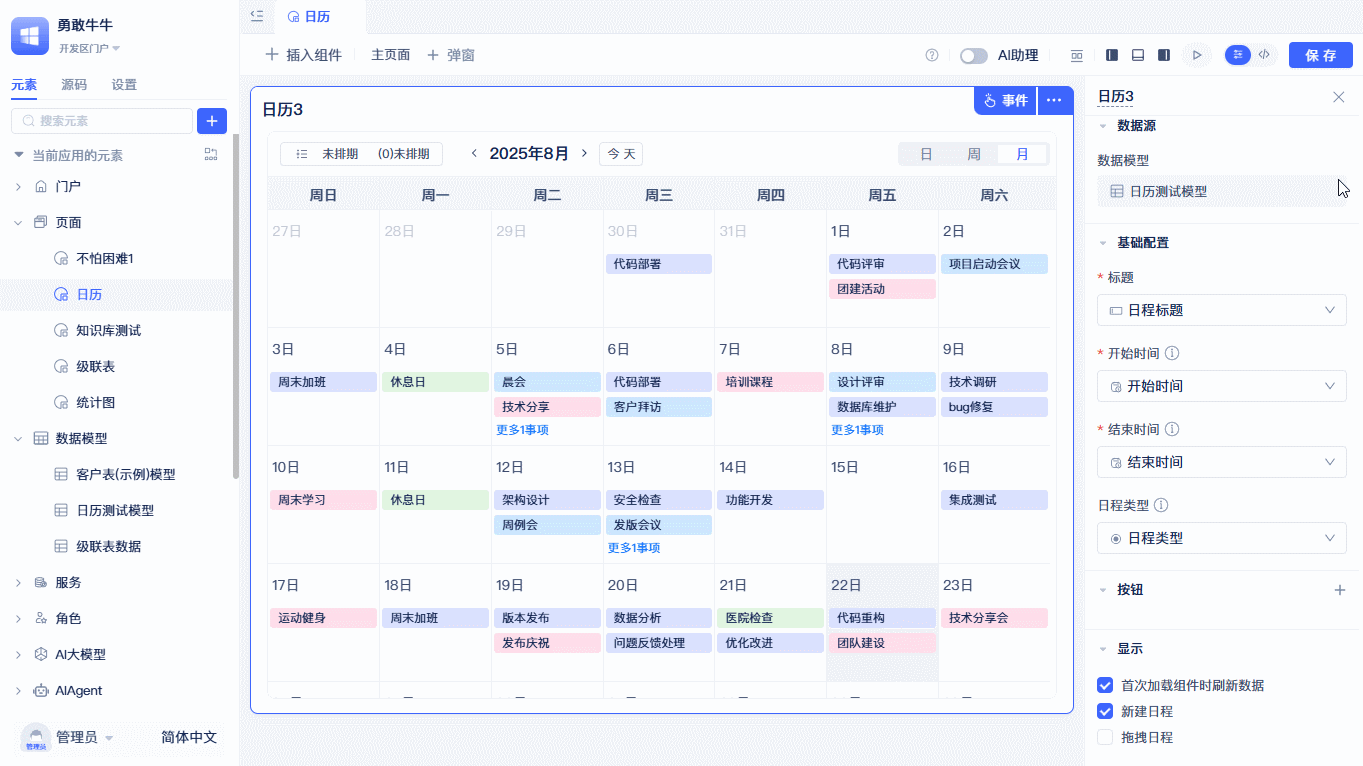 勇敢牛牛
开发区门户
元素 源码 设置
搜索元素
当前应用的元素
门户
页面
不怕困难1
日历
知识库测试
级联表
统计图
数据模型
客户表(示例)模型
日历测试模型
级联表数据
服务
角色
AI大模型
AIAgent
管理员
管理员 简体中文
日历
插入组件 主页面 弹窗
AI助理 保存
日历3
事件
未排期 (0)未排期
2025年8月
今天
日 周 月
周日 周一 周二 周三 周四 周五 周六
27日 28日 29日 30日 31日 1日 2日
代码部署 代码评审 项目启动会议
团建活动
3日 4日 5日 6日 7日 8日 9日
周末加班 休息日 晨会 代码部署 培训课程 设计评审 技术调研
技术分享 客户拜访 数据库维护 bug修复
更多1事项 更多1事项
10日 11日 12日 13日 14日 15日 16日
周末学习 休息日 架构设计 安全检查 功能开发 集成测试
周例会 发版会议
更多1事项
17日 18日 19日 20日 21日 22日 23日
运动健身 周末加班 版本发布 数据分析 医院检查 代码重构 技术分享会
发布庆祝 问题反馈处理 优化改进 团队建设
日历3
数据源
数据模型
日历测试模型
基础配置
* 标题
日程标题
* 开始时间
开始时间
* 结束时间
结束时间
日程类型
日程类型
按钮
显示
首次加载组件时刷新数据
新建日程
拖拽日程